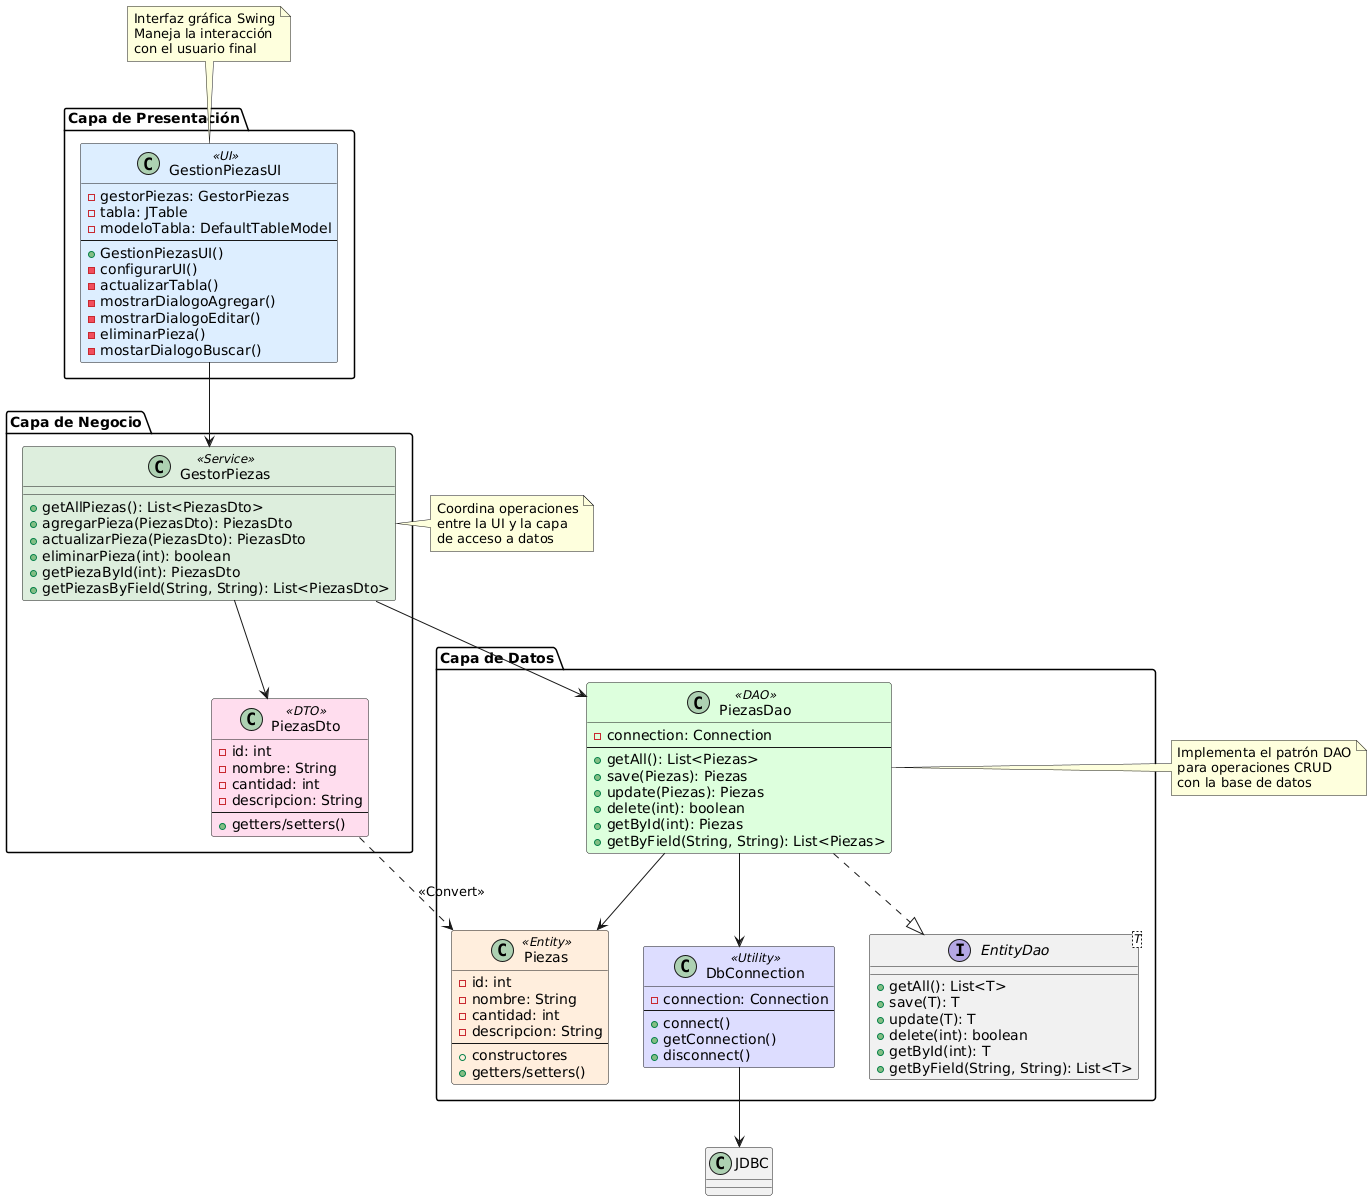 Interfaz gráfica Swing
Maneja la interacción
con el usuario final
Capa de Presentación
C
«UI»
GestionPiezasUI
gestorPiezas: GestorPiezas
tabla: JTable
modeloTabla: DefaultTableModel
GestionPiezasUI()
configurarUI()
actualizarTabla()
mostrarDialogoAgregar()
mostrarDialogoEditar()
eliminarPieza()
mostarDialogoBuscar()
Capa de Negocio
C
«Service»
GestorPiezas
getAllPiezas(): List<PiezasDto>
agregarPieza(PiezasDto): PiezasDto
actualizarPieza(PiezasDto): PiezasDto
eliminarPieza(int): boolean
getPiezaById(int): PiezasDto
getPiezasByField(String, String): List<PiezasDto>
Coordina operaciones
entre la UI y la capa
de acceso a datos
C
«DTO»
PiezasDto
id: int
nombre: String
cantidad: int
descripcion: String
getters/setters()
Capa de Datos
C
«DAO»
PiezasDao
connection: Connection
getAll(): List<Piezas>
save(Piezas): Piezas
update(Piezas): Piezas
delete(int): boolean
getById(int): Piezas
getByField(String, String): List<Piezas>
Implementa el patrón DAO
para operaciones CRUD
con la base de datos
«Convert»
C
«Entity»
Piezas
id: int
nombre: String
cantidad: int
descripcion: String
constructores
getters/setters()
C
«Utility»
DbConnection
connection: Connection
connect()
getConnection()
disconnect()
I
EntityDao
T
getAll(): List<T>
save(T): T
update(T): T
delete(int): boolean
getById(int): T
getByField(String, String): List<T>
C
JDBC